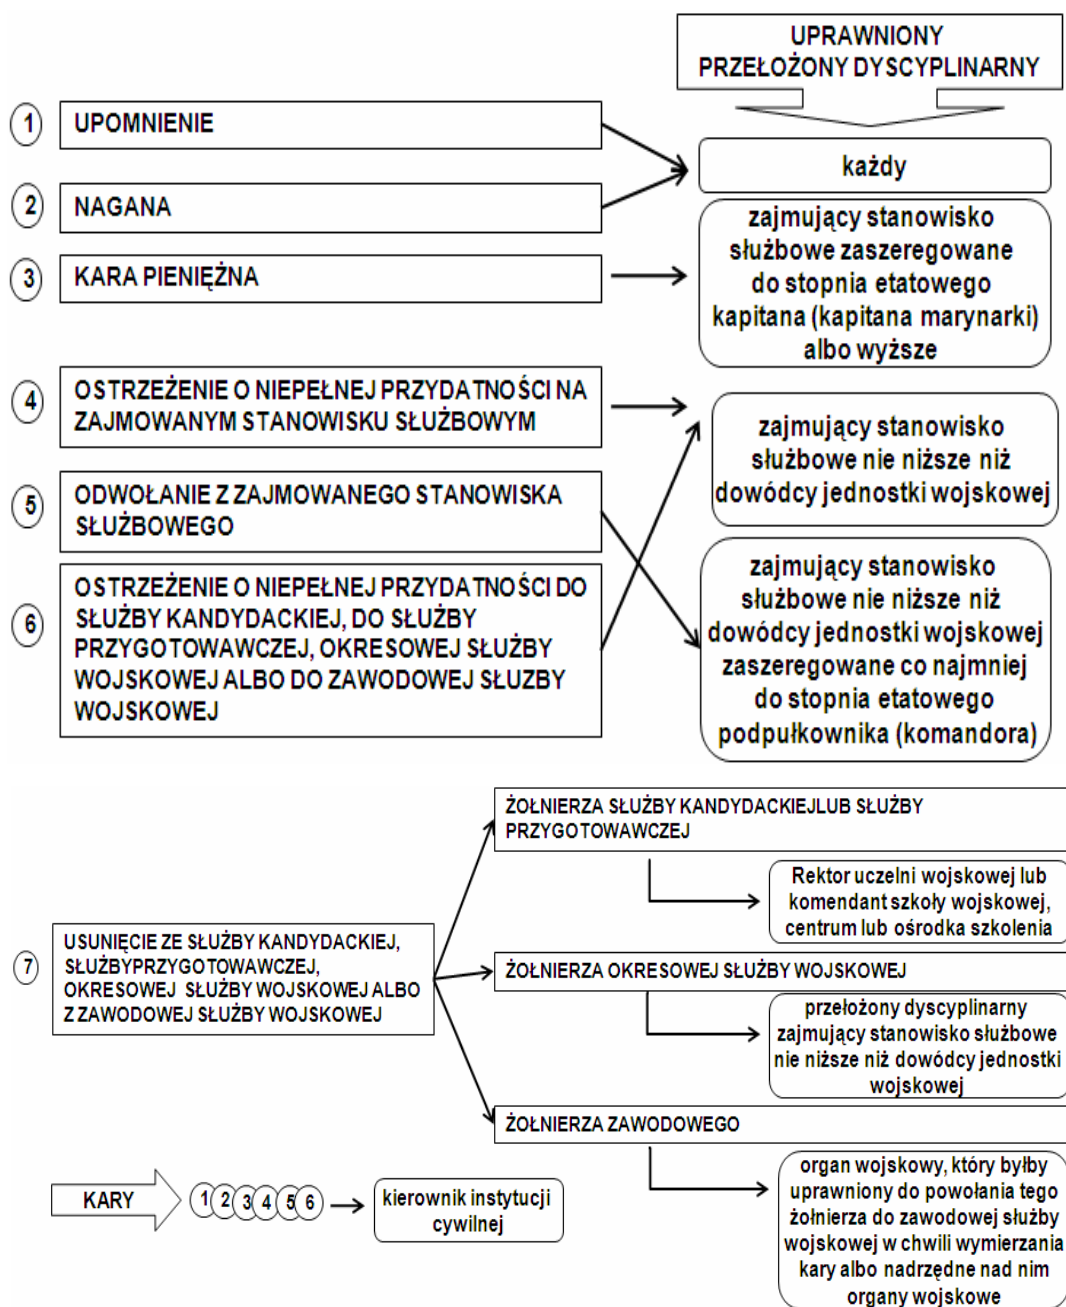 UPRAWNIONY
PRZEŁOŻONY DYSCYPLINARNY
1
UPOMNIENIE
każdy
2
NAGANA
zajmujący stanowisko
służbowe zaszeregowane
do stopnia etatowego
kapitana (kapitana marynarki)
albo wyższe
3
KARA PIENIĘŻNA
4
OSTRZEŻENIE O NIEPEŁNEJ PRZYDATNOŚCI NA
ZAJMOWANYM STANOWISKU SŁUŻBOWYM
zajmujący stanowisko
służbowe nie niższe niż
dowódcy jednostki wojskowej
5
ODWOŁANIE Z ZAJMOWANEGO STANOWISKA
SŁUŻBOWEGO
zajmujący stanowisko
służbowe nie niższe niż
dowódcy jednostki wojskowej
zaszeregowane co najmniej
do stopnia etatowego
podpułkownika (komandora)
6
OSTRZEŻENIE O NIEPEŁNEJ PRZYDATNOŚCI DO
SŁUŻBY KANDYDACKIEJ, DO SŁUŻBY
PRZYGOTOWAWCZEJ, OKRESOWEJ SŁUŻBY
WOJSKOWEJ ALBO DO ZAWODOWEJ SŁUZBY
WOJSKOWEJ
7
USUNIĘCIE ZE SŁUŻBY KANDYDACKIEJ,
SŁUŻBYPRZYGOTOWAWCZEJ,
OKRESOWEJ SŁUŻBY WOJSKOWEJ ALBO
Z ZAWODOWEJ SŁUŻBY WOJSKOWEJ
ŻOŁNIERZA SŁUŻBY KANDYDACKIEJLUB SŁUŻBY
PRZYGOTOWAWCZEJ
Rektor uczelni wojskowej lub
komendant szkoły wojskowej,
centrum lub ośrodka szkolenia
ŻOŁNIERZA OKRESOWEJ SŁUŻBY WOJSKOWEJ
przełożony dyscyplinarny
zajmujący stanowisko służbowe
nie niższe niż dowódcy jednostki
wojskowej
ŻOŁNIERZA ZAWODOWEGO
organ wojskowy, który byłby
uprawniony do powołania tego
żołnierza do zawodowej służby
wojskowej w chwili wymierzania
kary albo nadrzędne nad nim
organy wojskowe
KARY
1 2 3 4 5 6
kierownik instytucji
cywilnej